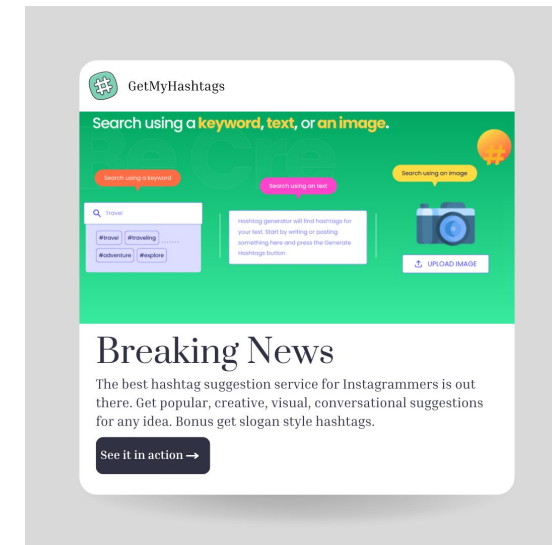 GetMyHashtags
Search using a keyword, text, or an image.
Search using a keyword
Search using an text
Search using an image
Travel
#travel #traveling .......
#adventure #explore
Hashtag generator will find hashtags for
your text. Start by writing or pasting
something here and press the Generate
Hashtags button.
UPLOAD IMAGE
Breaking News
The best hashtag suggestion service for Instagrammers is out
there. Get popular, creative, visual, conversational suggestions
for any idea. Bonus get slogan style hashtags.
See it in action →